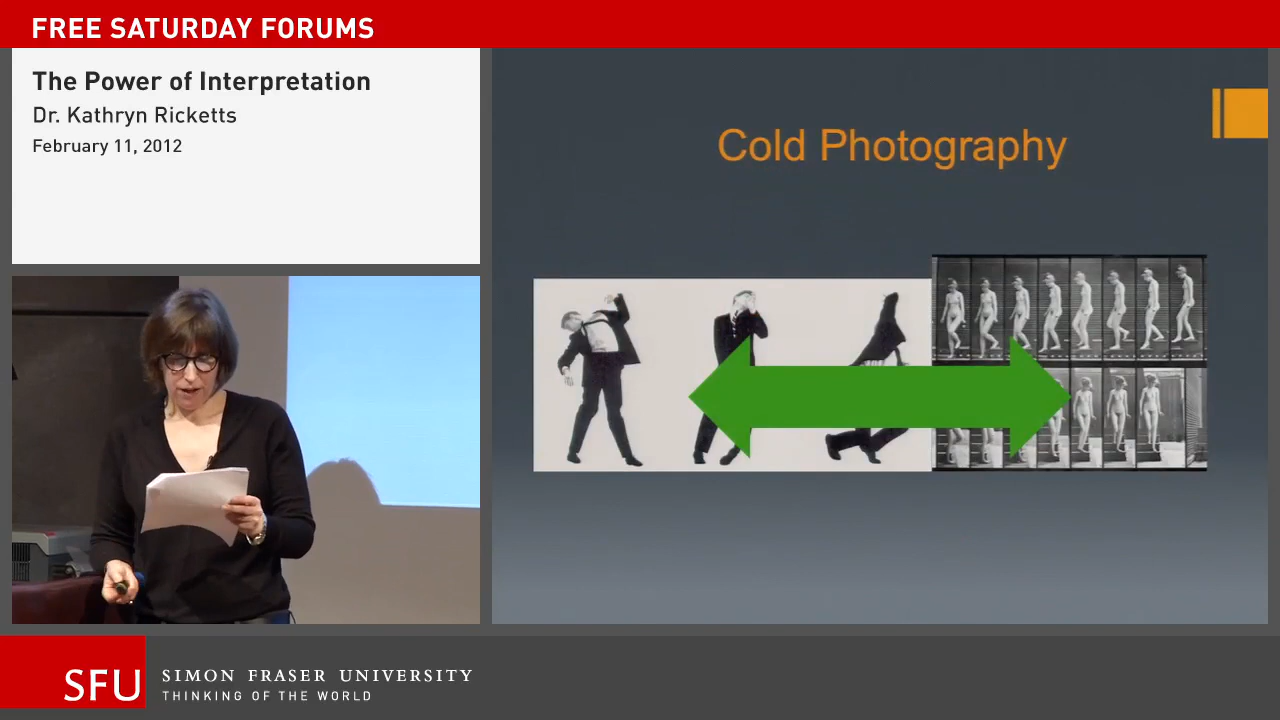 FREE SATURDAY FORUMS
The Power of Interpretation
Dr. Kathryn Ricketts
February 11, 2012
Cold Photography
SFU
SIMON FRASER UNIVERSITY
THINKING OF THE WORLD